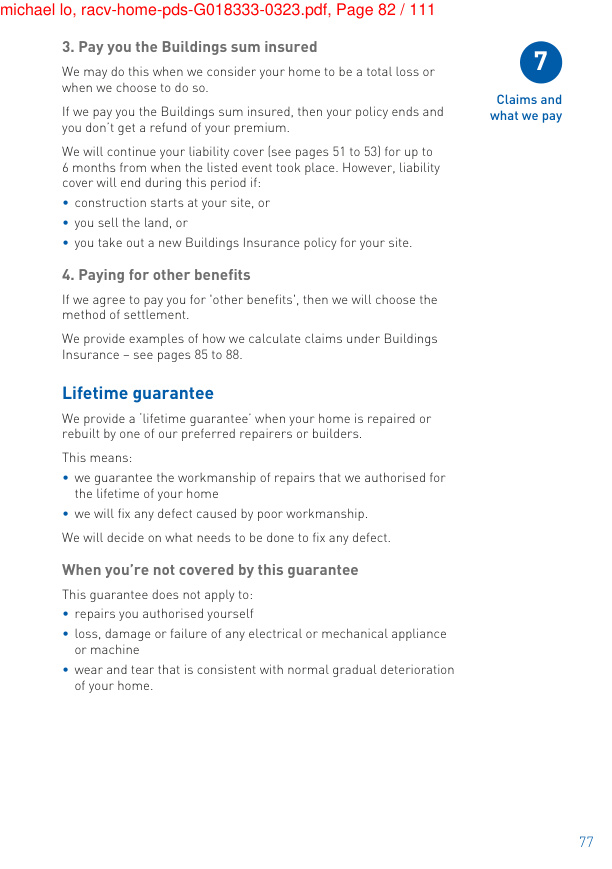 michael lo, racv-home-pds-G018333-0323.pdf, Page 82 / 111
3. Pay you the Buildings sum insured
We may do this when we consider your home to be a total loss or
when we choose to do so.
If we pay you the Buildings sum insured, then your policy ends and
you don't get a refund of your premium.
We will continue your liability cover (see pages 51 to 53) for up to
6 months from when the listed event took place. However, liability
cover will end during this period if:
• construction starts at your site, or
• you sell the land, or
• you take out a new Buildings Insurance policy for your site.
4. Paying for other benefits
If we agree to pay you for 'other benefits', then we will choose the
method of settlement.
We provide examples of how we calculate claims under Buildings
Insurance – see pages 85 to 88.
Lifetime guarantee
We provide a 'lifetime guarantee' when your home is repaired or
rebuilt by one of our preferred repairers or builders.
This means:
• we guarantee the workmanship of repairs that we authorised for
the lifetime of your home
• we will fix any defect caused by poor workmanship.
We will decide on what needs to be done to fix any defect.
When you're not covered by this guarantee
This guarantee does not apply to:
• repairs you authorised yourself
• loss, damage or failure of any electrical or mechanical appliance
or machine
• wear and tear that is consistent with normal gradual deterioration
of your home.
7
Claims and
what we pay
77